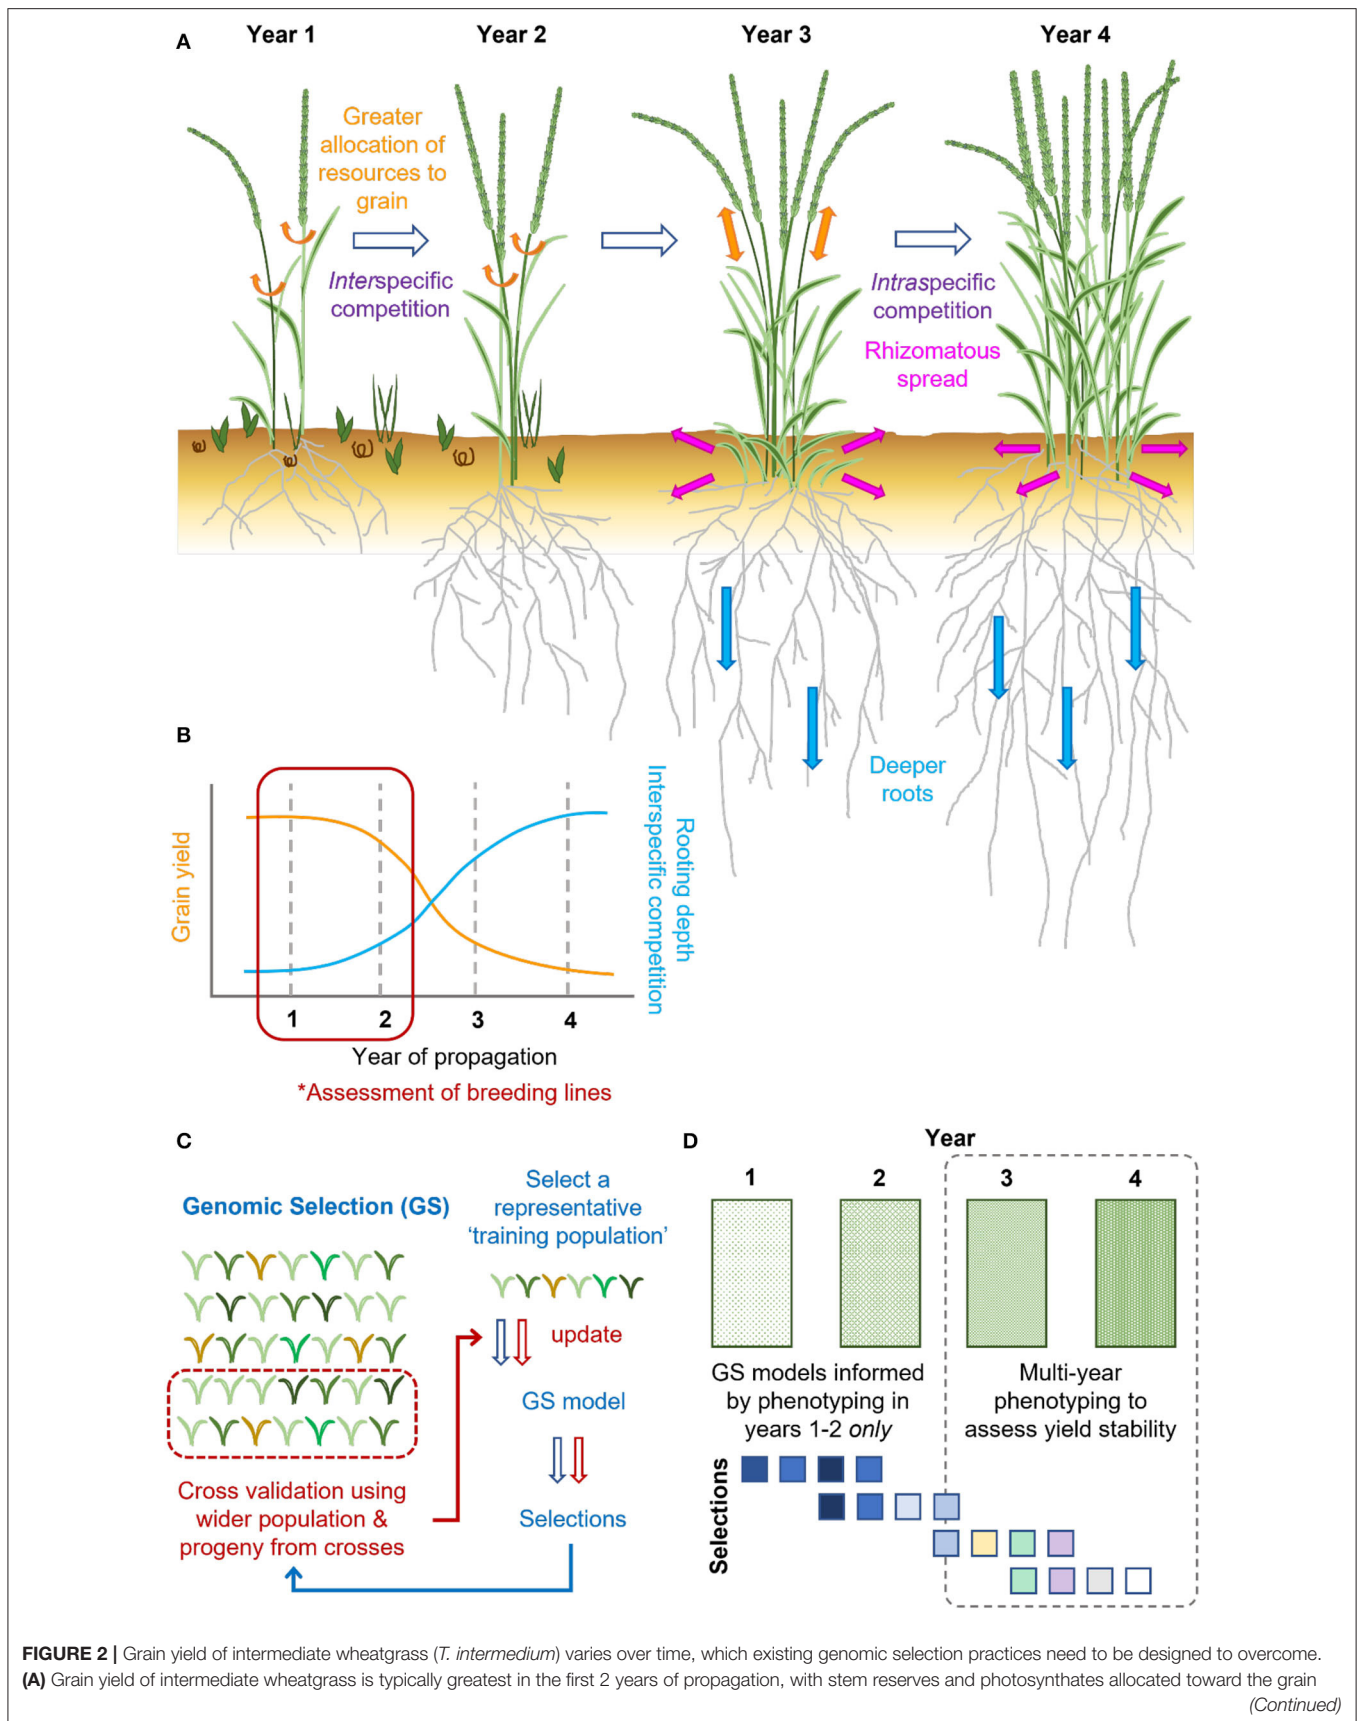 A
Year 1
Year 2
Year 3
Year 4
Greater
allocation of
resources to
grain
Interspecific
competition
Intraspecific
competition
Rhizomatous
spread
Deeper
roots
B
Grain yield
Rooting depth
Interspecific competition
1
2
3
4
Year of propagation
*Assessment of breeding lines
C
Genomic Selection (GS)
Select a
representative
‘training population’
update
GS model
Selections
Cross validation using
wider population &
progeny from crosses
D
Year
1
2
3
4
GS models informed
by phenotyping in
years 1-2 only
Multi-year
phenotyping to
assess yield stability
Selections
FIGURE 2 | Grain yield of intermediate wheatgrass (T. intermedium) varies over time, which existing genomic selection practices need to be designed to overcome.
(A) Grain yield of intermediate wheatgrass is typically greatest in the first 2 years of propagation, with stem reserves and photosynthates allocated toward the grain
(Continued)